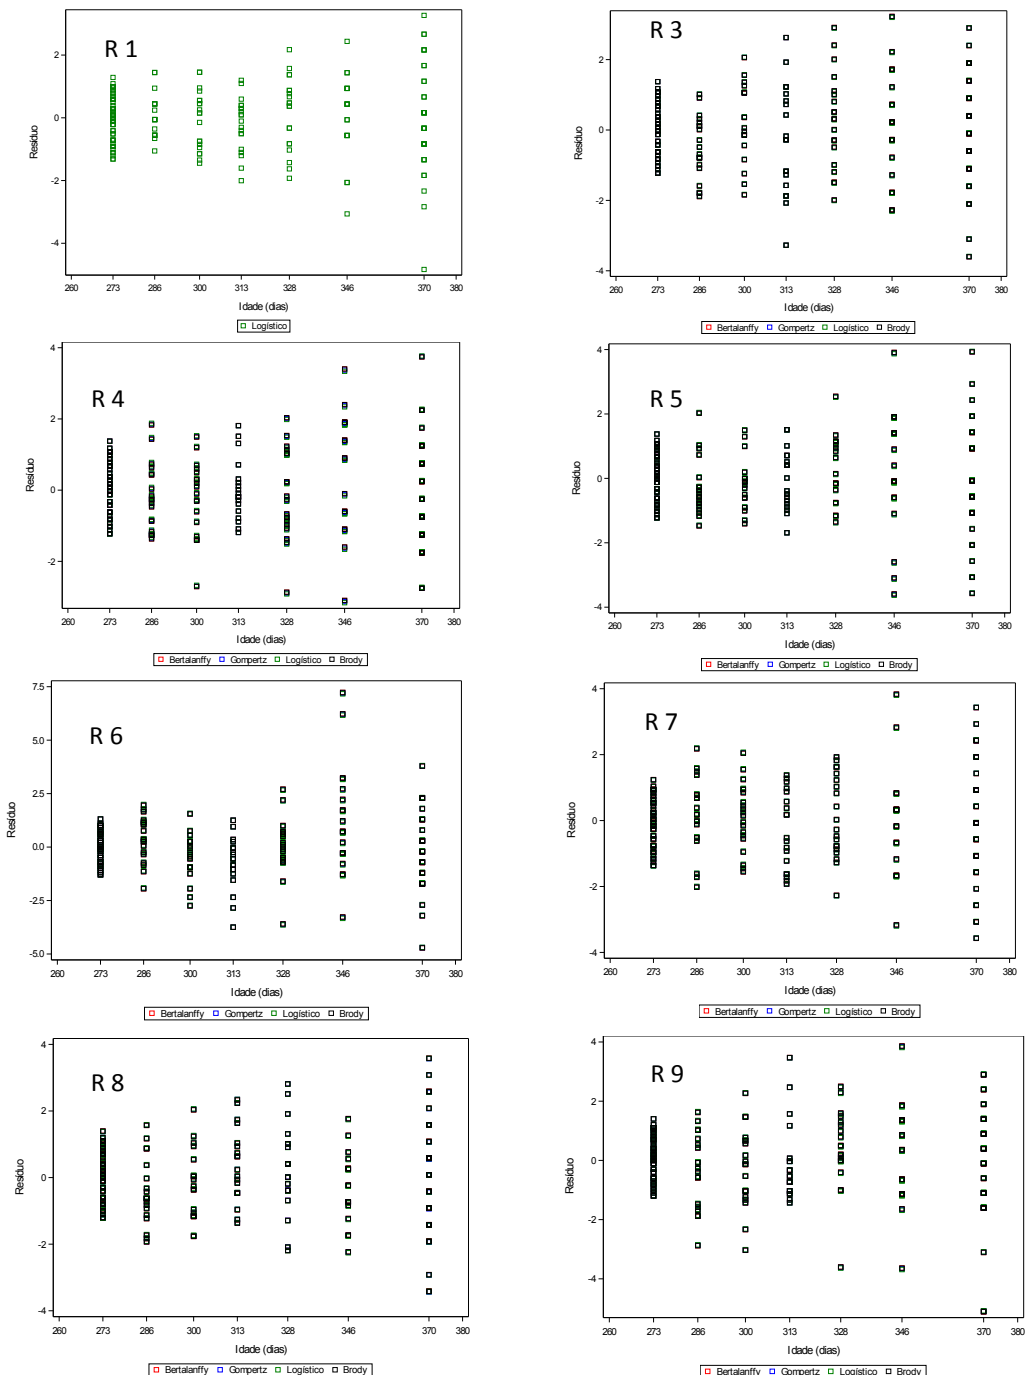 R 1
Resíduo
2
0
-2
-4
260 273 286 300 313 328 346 370 380
Idade (dias)
Logístico
R 3
Resíduo
2
0
-2
-4
260 273 286 300 313 328 346 370 380
Idade (dias)
Bertalanffy Gompertz Logístico Brody
R 4
Resíduo
4
2
0
-2
260 273 286 300 313 328 346 370 380
Idade (dias)
Bertalanffy Gompertz Logístico Brody
R 5
Resíduo
4
2
0
-2
-4
260 273 286 300 313 328 346 370 380
Idade (dias)
Bertalanffy Gompertz Logístico Brody
R 6
Resíduo
7.5
5.0
2.5
0.0
-2.5
-5.0
260 273 286 300 313 328 346 370 380
Idade (dias)
Bertalanffy Gompertz Logístico Brody
R 7
Resíduo
4
2
0
-2
-4
260 273 286 300 313 328 346 370 380
Idade (dias)
Bertalanffy Gompertz Logístico Brody
R 8
Resíduo
4
2
0
-2
-4
260 273 286 300 313 328 346 370 380
Idade (dias)
Bertalanffy Gompertz Logístico Brody
R 9
Resíduo
4
2
0
-2
-4
260 273 286 300 313 328 346 370 380
Idade (dias)
Bertalanffy Gompertz Logístico Brody